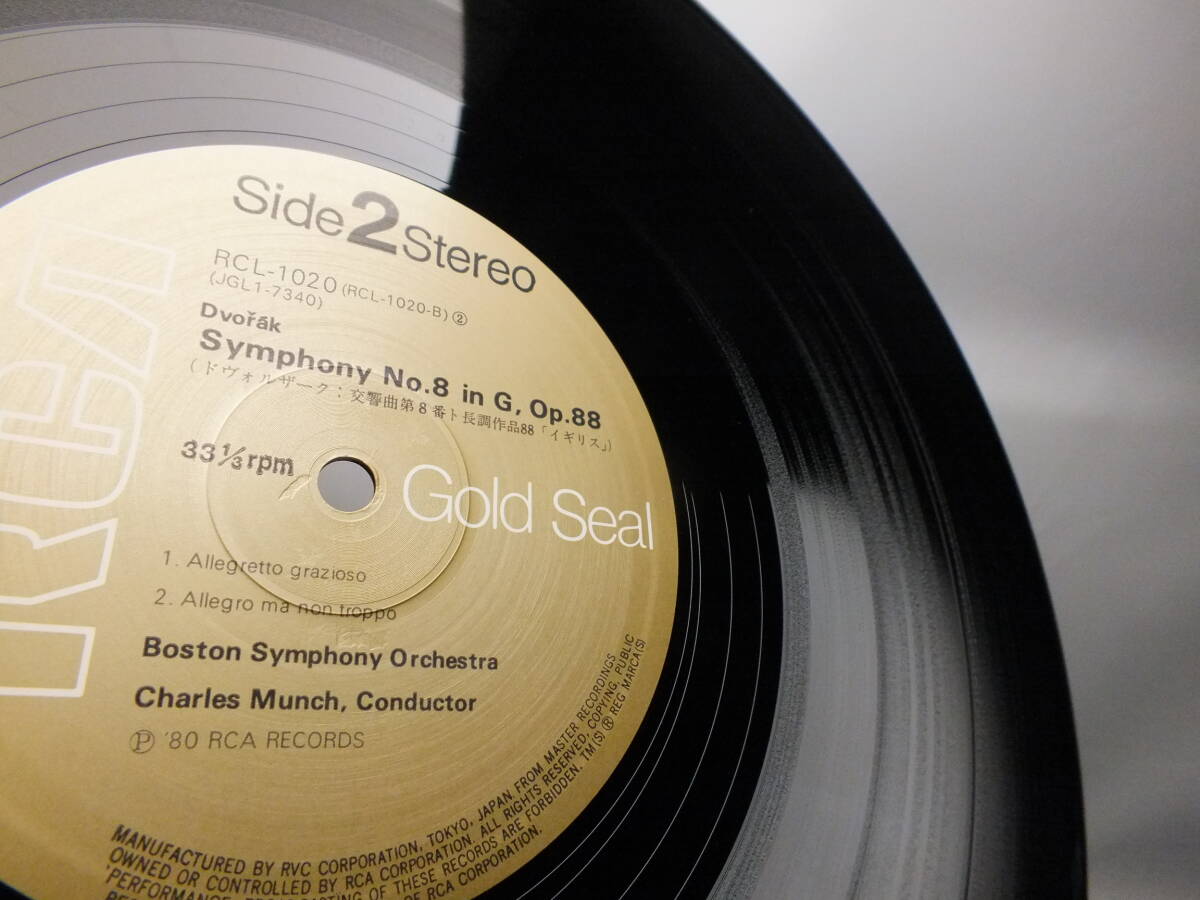 RCA
Side 2 Stereo
RCL-1020 (RCL-1020-B) ②
(JGL1-7340)
Dvořák
Symphony No.8 in G, Op.88
(ドヴォルザーク：交響曲第8番ト長調作品88「イギリス」)
33⅓ rpm
Gold Seal
1. Allegretto grazioso
2. Allegro ma non troppo
Boston Symphony Orchestra
Charles Munch, Conductor
Ⓟ '80 RCA RECORDS
MANUFACTURED BY RVC CORPORATION, TOKYO, JAPAN. FROM MASTER RECORDINGS
OWNED OR CONTROLLED BY RCA CORPORATION. ALL RIGHTS RESERVED, COPYING, PUBLIC
PERFORMANCE, OF THESE RECORDS ARE FORBIDDEN. TM(S) ® REG MARCA(S)
RCA CORPORATION.